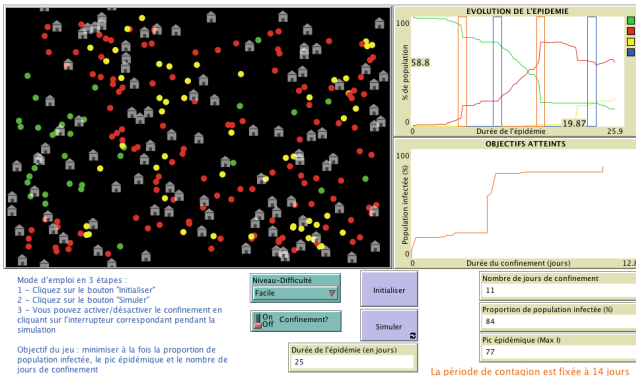 EVOLUTION DE L'EPIDEMIE
100
% de population
58.8
19.87
0
0
Durée de l'épidémie
25.9
OBJECTIFS ATTEINTS
100
Population infectée (%)
0
0
Durée du confinement (jours)
12.8
Mode d'emploi en 3 étapes :
1 - Cliquez sur le bouton "Initialiser"
2 - Cliquez sur le bouton "Simuler"
3 - Vous pouvez activer/désactiver le confinement en
cliquant sur l'interrupteur correspondant pendant la
simulation
Objectif du jeu : minimiser à la fois la proportion de
population infectée, le pic épidémique et le nombre de
jours de confinement
Niveau-Difficulté
Facile
On
Off
Confinement?
Initialiser
Simuler
Durée de l'épidémie (en jours)
25
Nombre de jours de confinement
11
Proportion de population infectée (%)
84
Pic épidémique (Max I)
77
La période de contagion est fixée à 14 jours